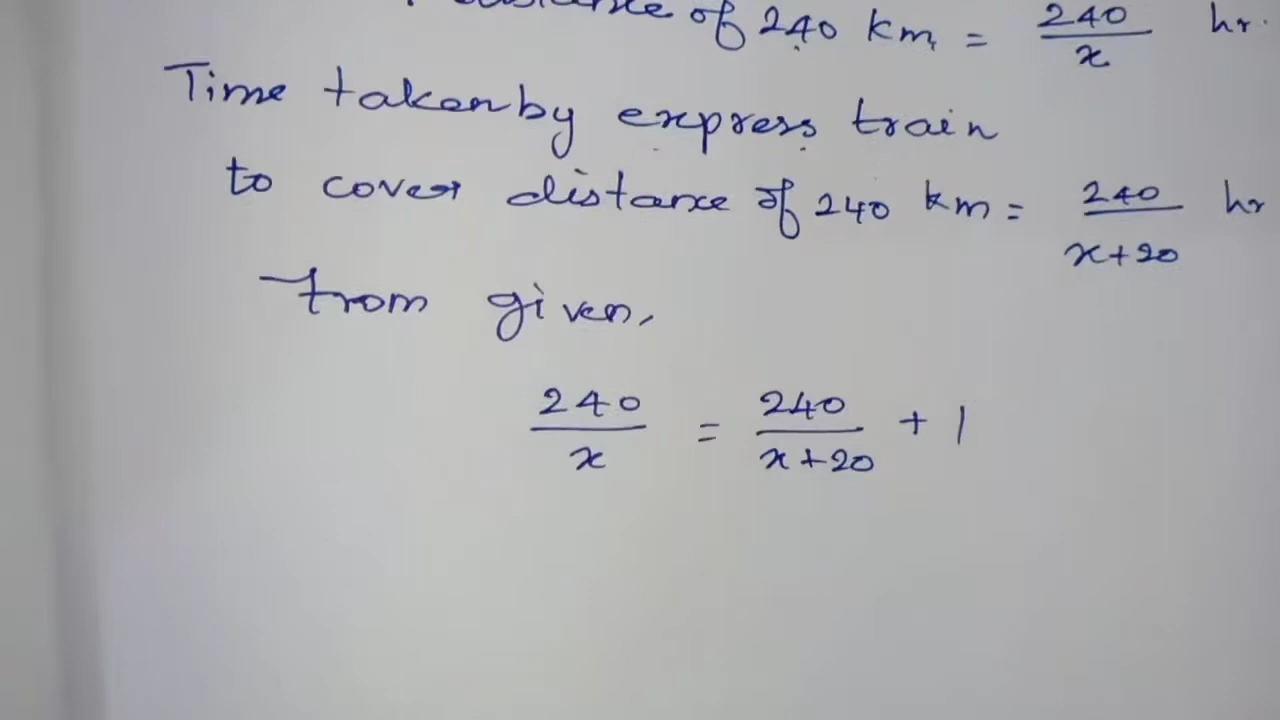 distance of 240 km, = 240/x hr.
Time taken by express train
to cover distance of 240 km = 240/x+20 hr
From given,
240/x = 240/x+20 + 1